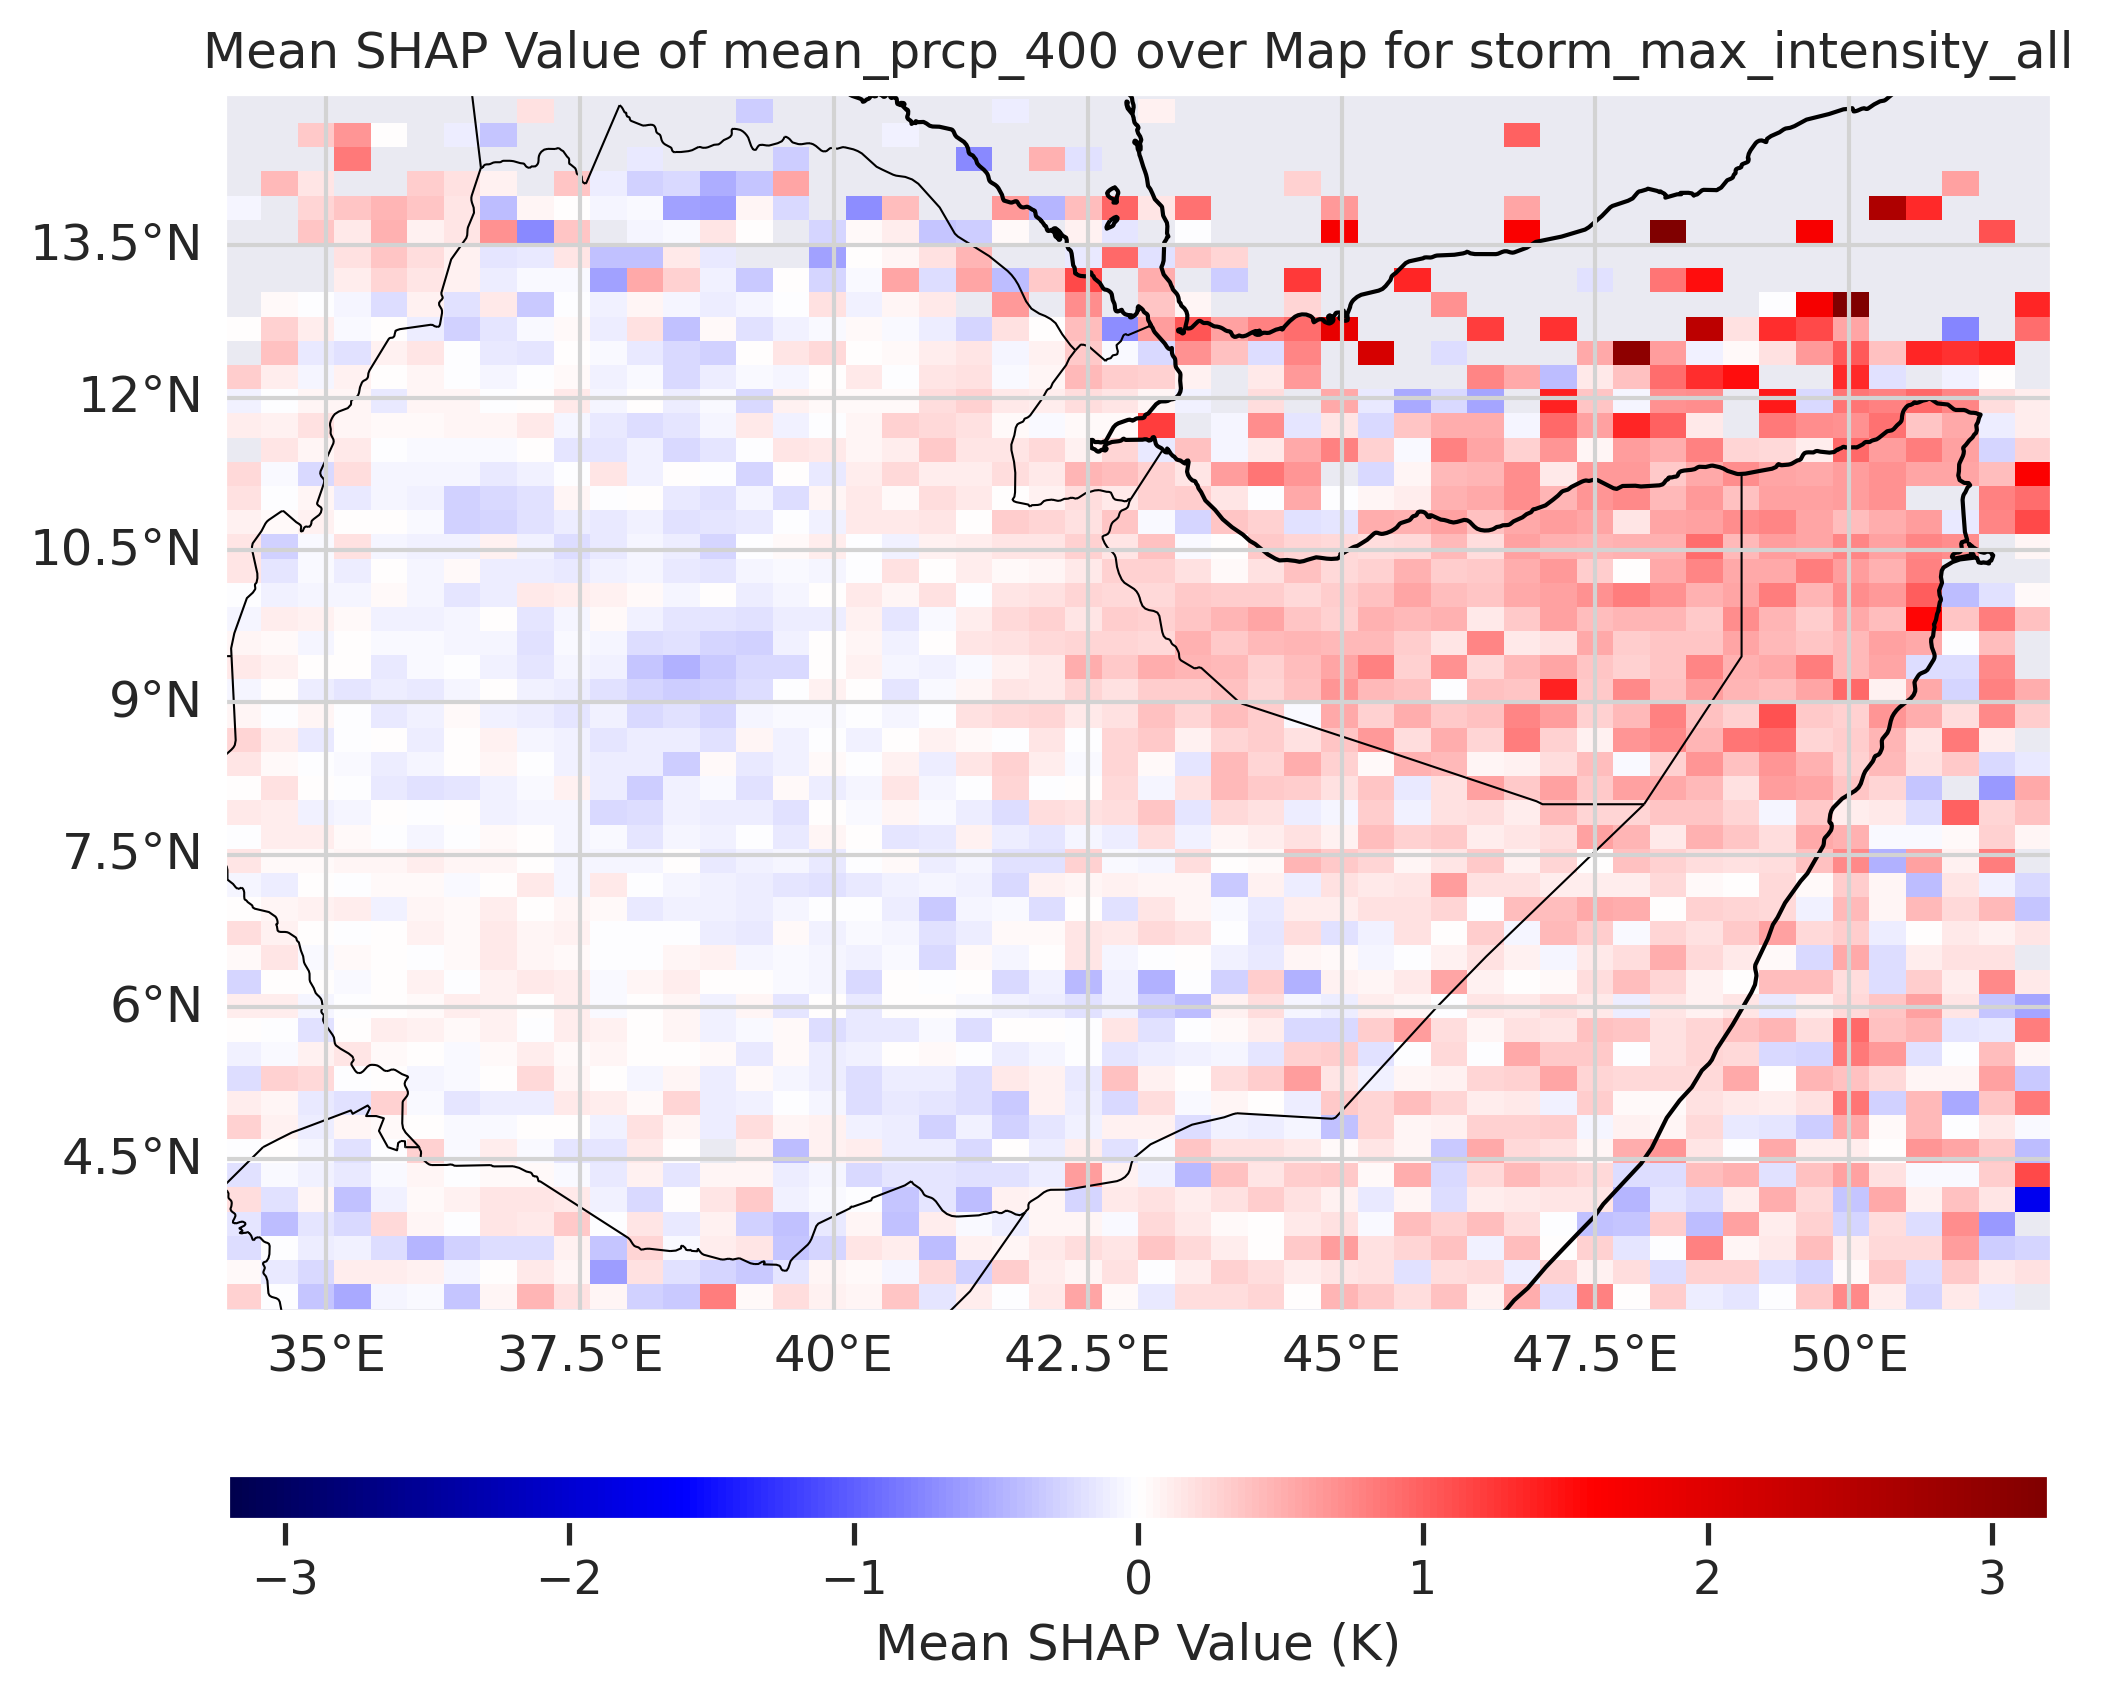 Mean SHAP Value of mean_prcp_400 over Map for storm_max_intensity_all
13.5°N
12°N
10.5°N
9°N
7.5°N
6°N
4.5°N
35°E 37.5°E 40°E 42.5°E 45°E 47.5°E 50°E
−3 −2 −1 0 1 2 3
Mean SHAP Value (K)